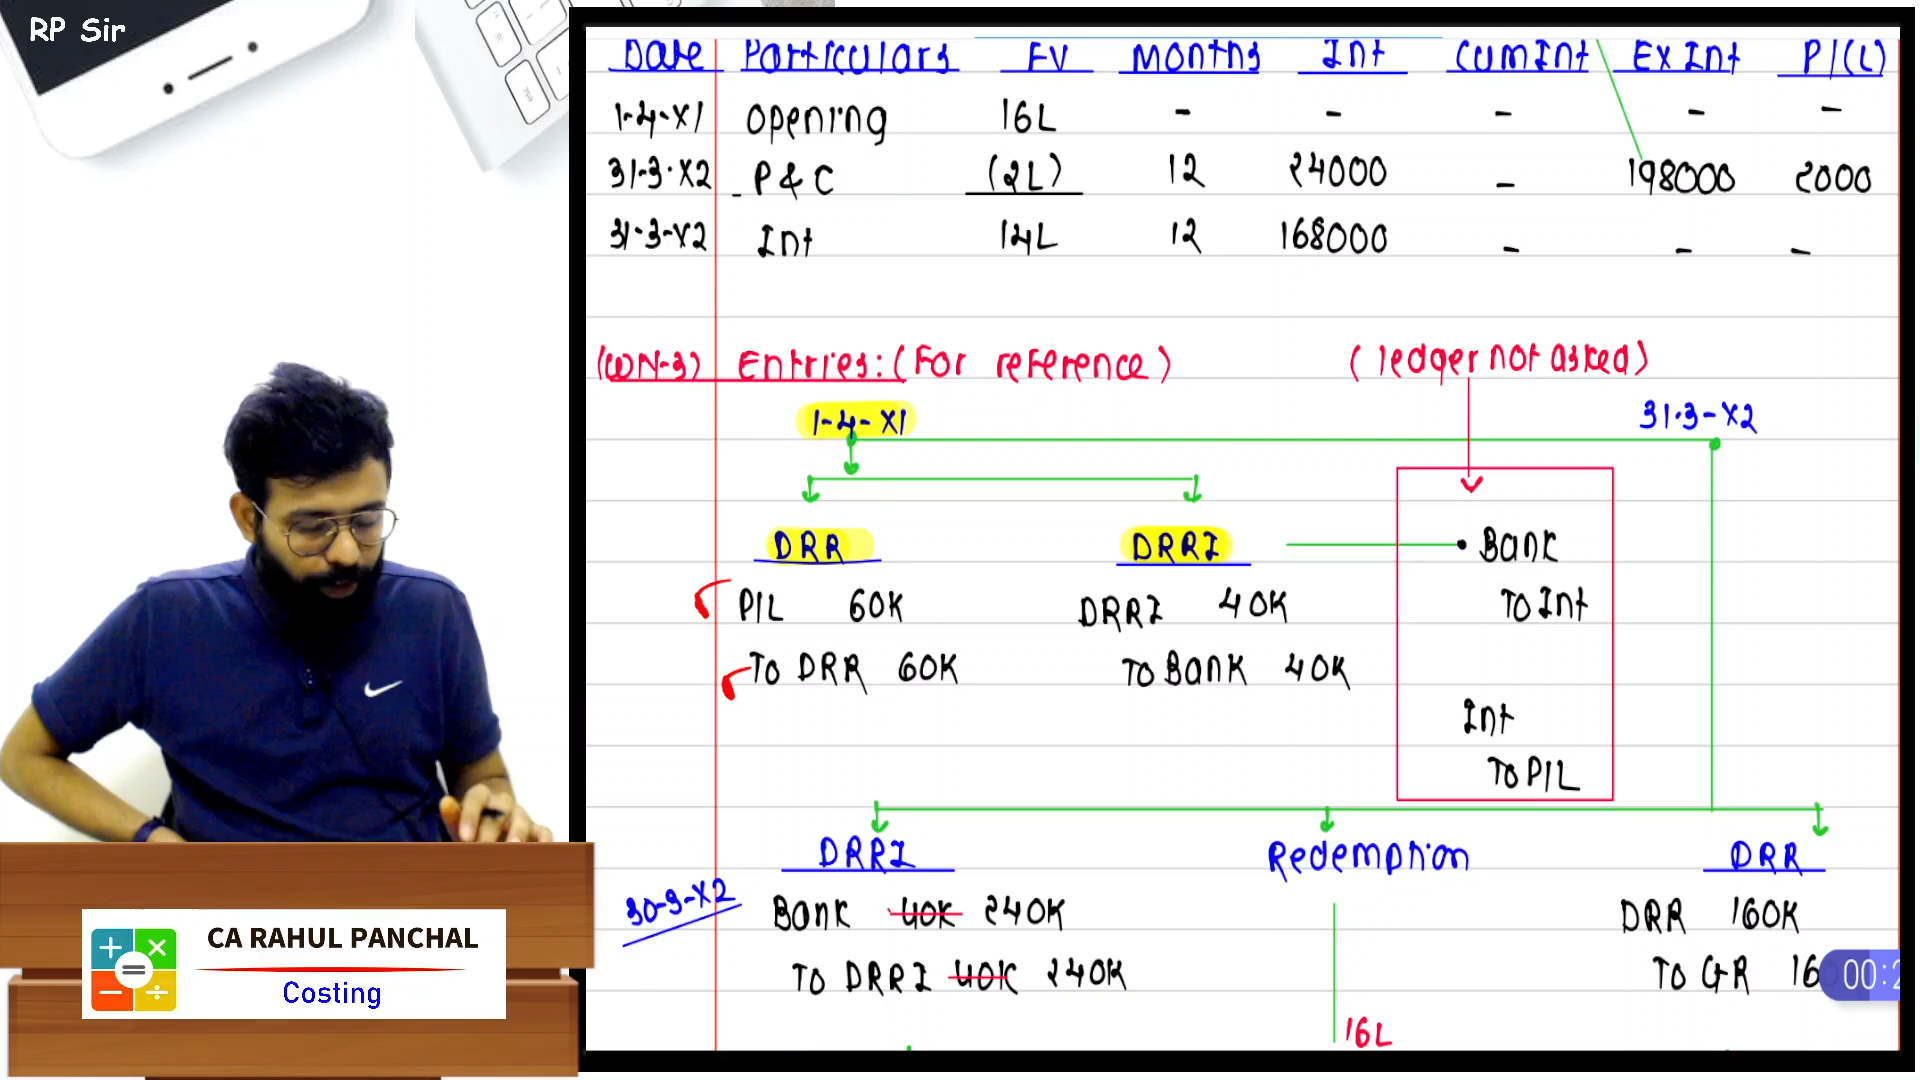 RP Sir
Date Particulars FV Months Int CumInt Ex Int P/(L)
1-4-X1 Opening 16L - - - - -
31-3-X2 P & C (2L) 12 24000 - 198000 2000
31-3-X2 Int 14L 12 168000 - - -
(WN-3) Entries: (For reference) (ledger not asked)
1-4-X1 31-3-X2
DRR DRRI Bank
P/L 60K DRRI 40K To Int
To DRR 60K To Bank 40K
Int
To P/L
DRRI Redemption DRR
30-3-X2 Bank 40K 240K DRR 160K
To DRRI 40K 240K To GR 16
00:2
16L
CA RAHUL PANCHAL
Costing